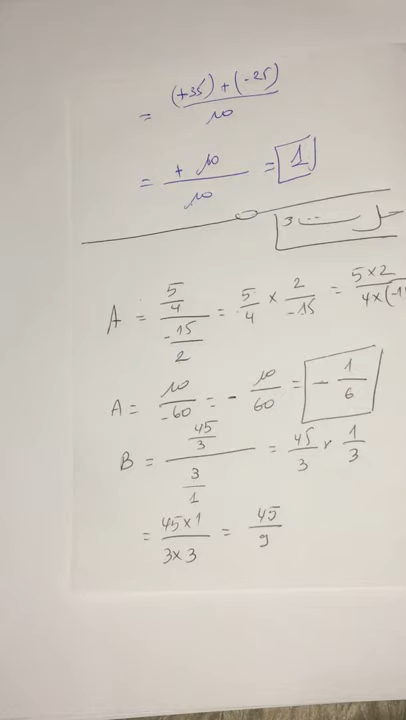 = ((+35) + (-25)) / 10
= (+ 10) / 10 = 1
حل ت 3
A = (5/4) / (-15/2) = 5/4 × 2/-15 = (5×2) / (4×(-1
A = 10/-60 = - 10/60 = - 1/6
B = (45/3) / (3/1) = 45/3 × 1/3
= (45×1) / (3×3) = 45/9